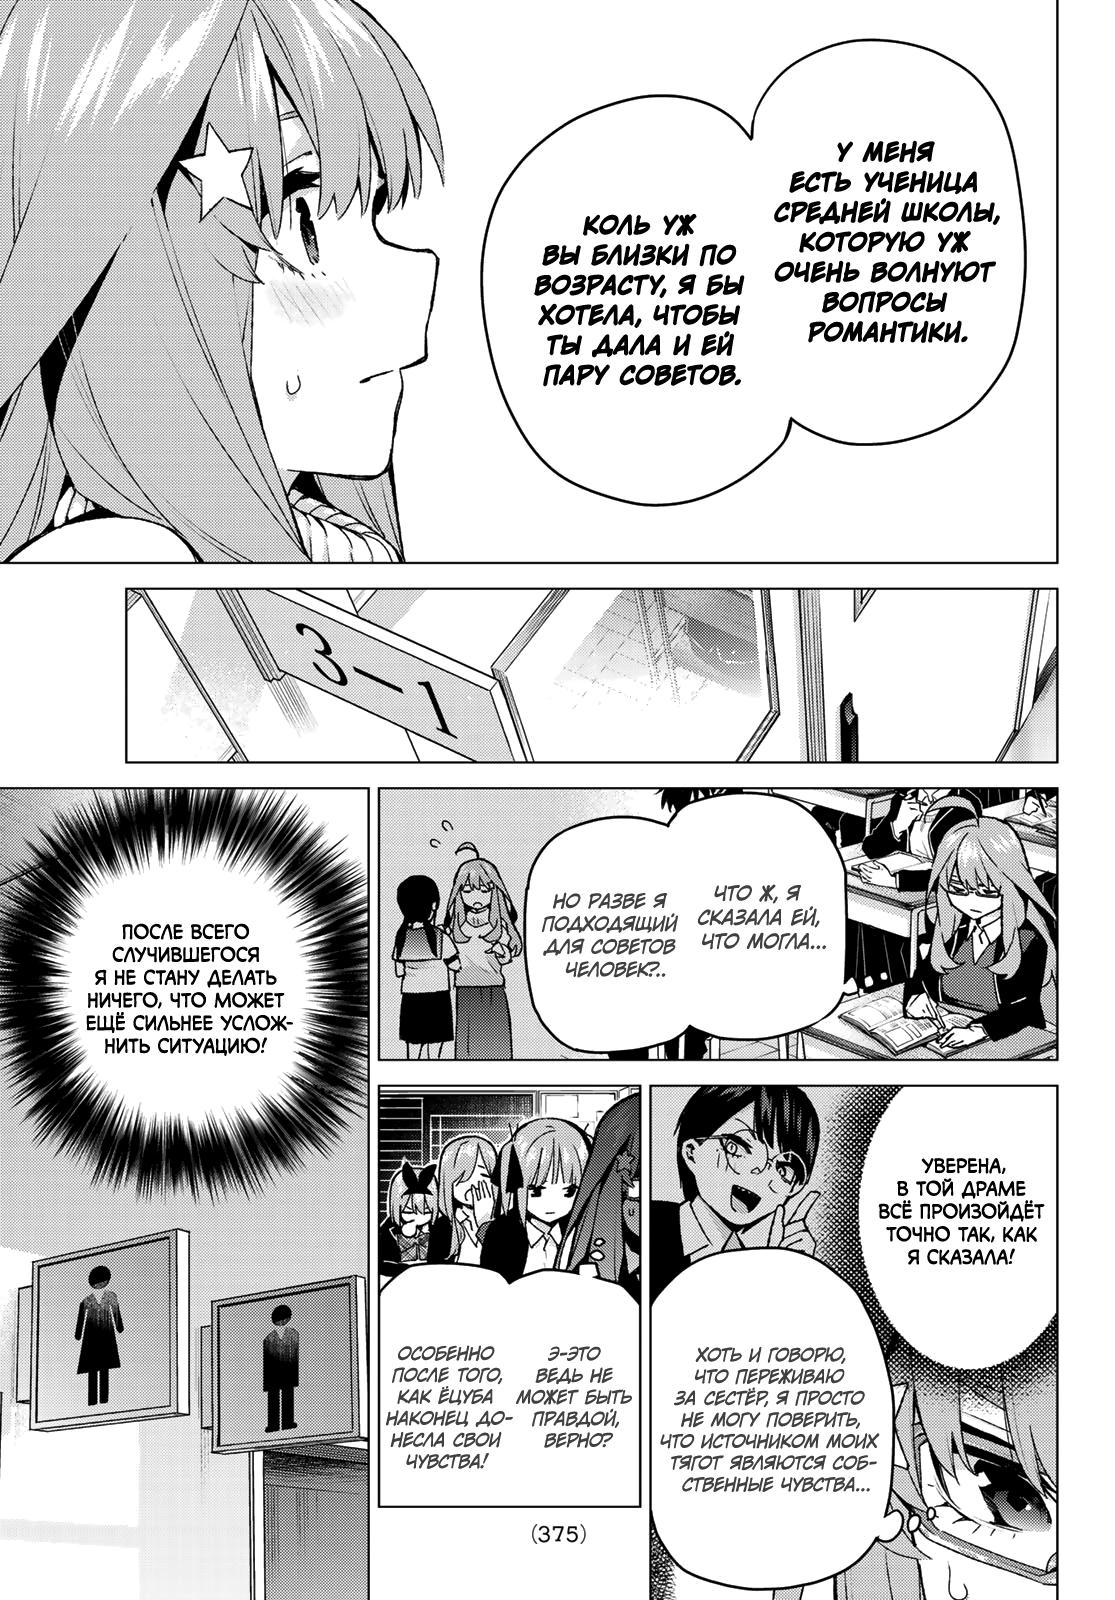 У МЕНЯ
ЕСТЬ УЧЕНИЦА
СРЕДНЕЙ ШКОЛЫ,
КОТОРУЮ УЖ
ОЧЕНЬ ВОЛНУЮТ
ВОПРОСЫ
РОМАНТИКИ.
КОЛЬ УЖ
ВЫ БЛИЗКИ ПО
ВОЗРАСТУ, Я БЫ
ХОТЕЛА, ЧТОБЫ
ТЫ ДАЛА И ЕЙ
ПАРУ СОВЕТОВ.
3-1
ЧТО Ж, Я
СКАЗАЛА ЕЙ,
ЧТО МОГЛА...
НО РАЗВЕ Я
ПОДХОДЯЩИЙ
ДЛЯ СОВЕТОВ
ЧЕЛОВЕК?..
УВЕРЕНА,
В ТОЙ ДРАМЕ
ВСЁ ПРОИЗОЙДЁТ
ТОЧНО ТАК, КАК
Я СКАЗАЛА!
ХОТЬ И ГОВОРЮ,
ЧТО ПЕРЕЖИВАЮ
ЗА СЕСТЁР, Я ПРОСТО
НЕ МОГУ ПОВЕРИТЬ,
ЧТО ИСТОЧНИКОМ МОИХ
ТЯГОТ ЯВЛЯЮТСЯ СОБ-
СТВЕННЫЕ ЧУВСТВА...
Э-ЭТО
ВЕДЬ НЕ
МОЖЕТ БЫТЬ
ПРАВДОЙ,
ВЕРНО?
ОСОБЕННО
ПОСЛЕ ТОГО,
КАК ЁЦУБА
НАКОНЕЦ ДО-
НЕСЛА СВОИ
ЧУВСТВА!
ПОСЛЕ ВСЕГО
СЛУЧИВШЕГОСЯ
Я НЕ СТАНУ ДЕЛАТЬ
НИЧЕГО, ЧТО МОЖЕТ
ЕЩЁ СИЛЬНЕЕ УСЛОЖ-
НИТЬ СИТУАЦИЮ!
(375)